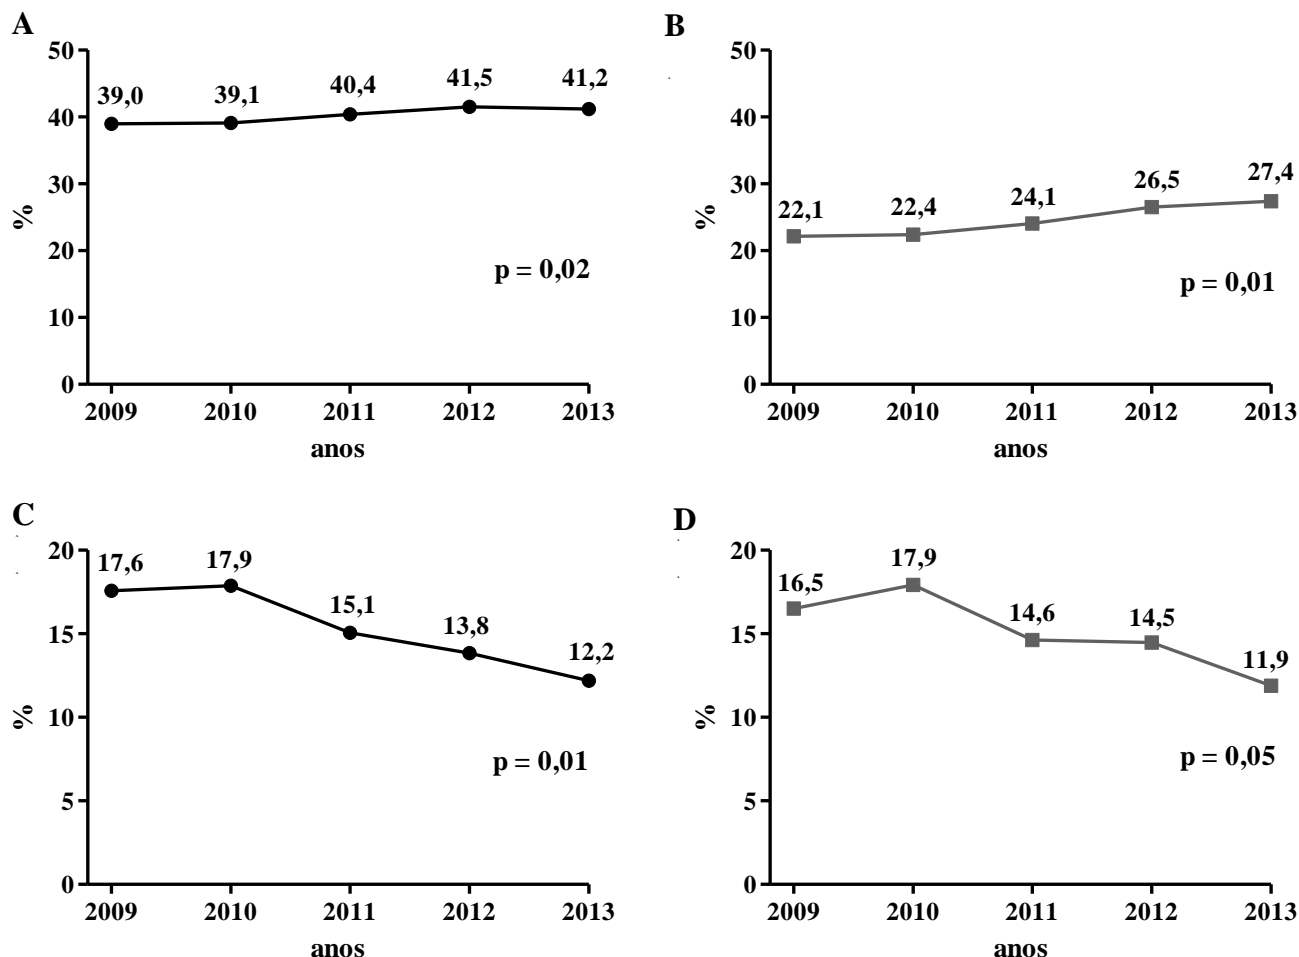 A
50
40
30
20
10
0
%
39,0
39,1
40,4
41,5
41,2
p = 0,02
2009 2010 2011 2012 2013
anos
B
50
40
30
20
10
0
%
22,1
22,4
24,1
26,5
27,4
p = 0,01
2009 2010 2011 2012 2013
anos
C
20
15
10
5
0
%
17,6
17,9
15,1
13,8
12,2
p = 0,01
2009 2010 2011 2012 2013
anos
D
20
15
10
5
0
%
16,5
17,9
14,6
14,5
11,9
p = 0,05
2009 2010 2011 2012 2013
anos